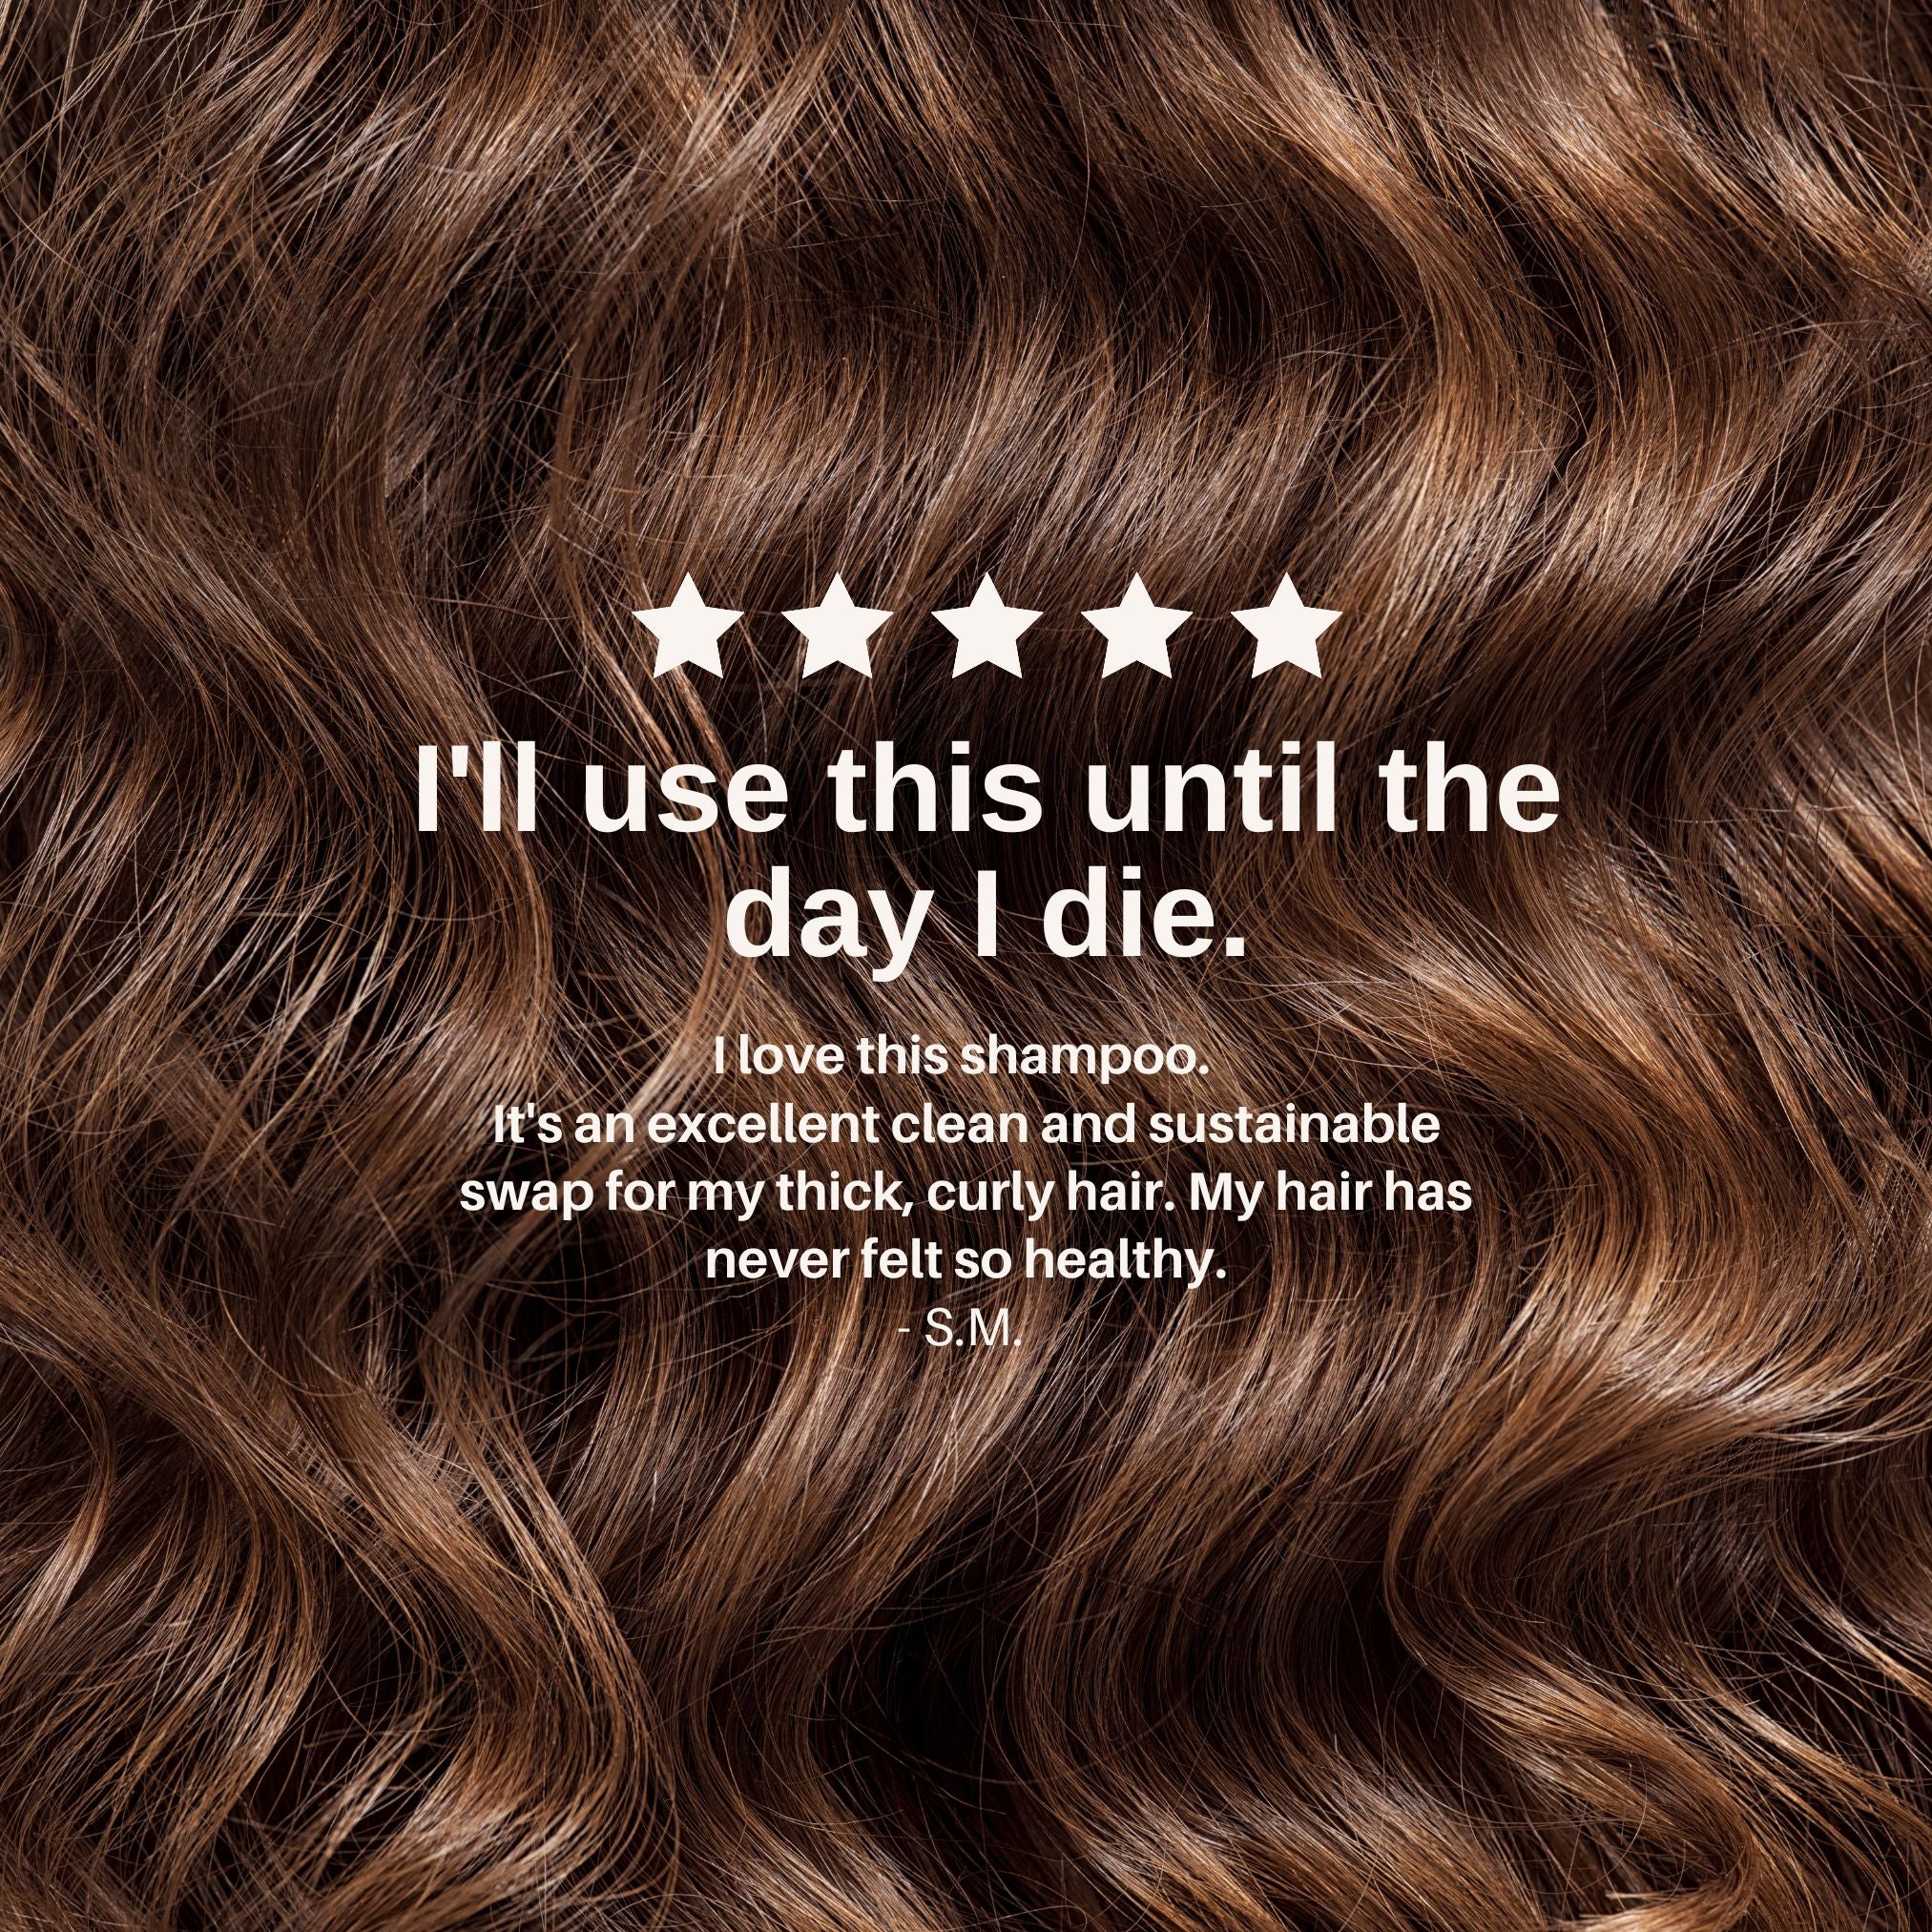 I'll use this until the
day I die.
I love this shampoo.
It's an excellent clean and sustainable
swap for my thick, curly hair. My hair has
never felt so healthy.
- S.M.